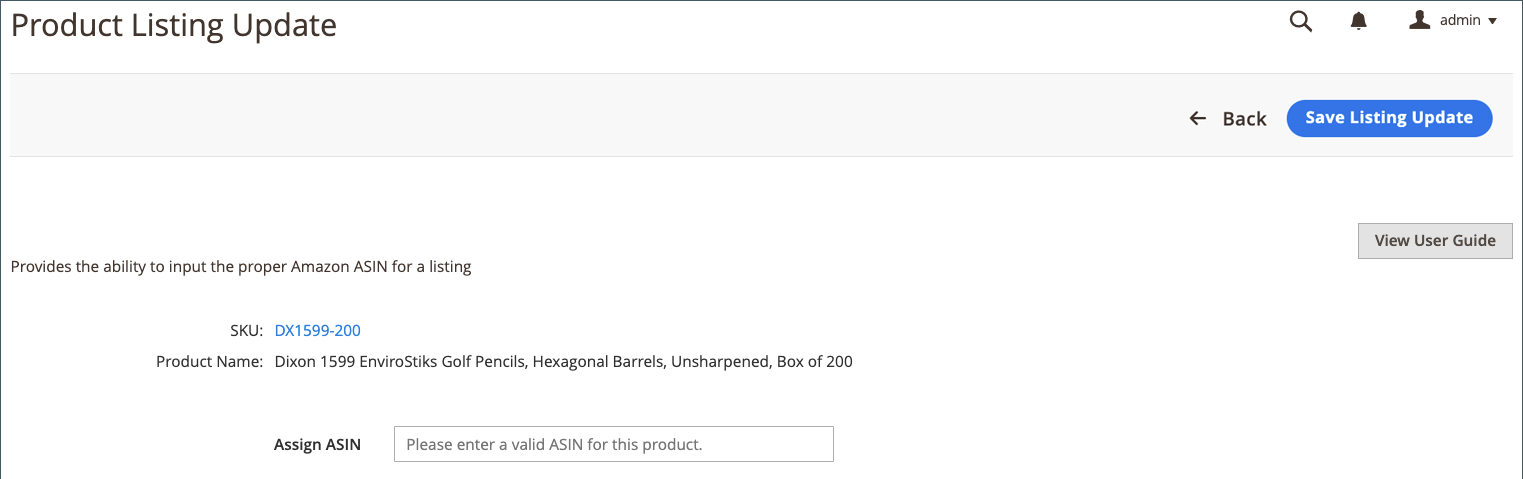 Product Listing Update
admin
Back
Save Listing Update
View User Guide
Provides the ability to input the proper Amazon ASIN for a listing
SKU: DX1599-200
Product Name: Dixon 1599 EnviroStiks Golf Pencils, Hexagonal Barrels, Unsharpened, Box of 200
Assign ASIN Please enter a valid ASIN for this product.